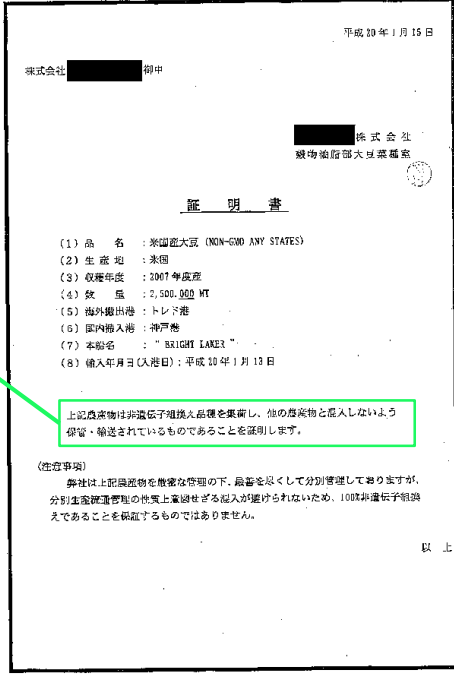 平成20年1月15日
株式会社 御中
株式会社
穀物油脂部大豆菜種室
証明書
(1) 品 名 : 米国産大豆 (NON-GMO ANY STATES)
(2) 生産地 : 米国
(3) 収穫年度 : 2007年度産
(4) 数 量 : 2,500.000 MT
(5) 海外搬出港 : トレド港
(6) 国内搬入港 : 神戸港
(7) 本船名 : " BRIGHT LAKER "
(8) 輸入年月日(入港日) : 平成20年1月13日
上記農産物は非遺伝子組換え品種を集荷し、他の農産物と混入しないよう
保管・輸送されているものであることを証明します。
(注意事項)
弊社は上記農産物を厳密な管理の下、最善を尽くして分別管理しておりますが、
分別生産流通管理の性質上意図せざる混入が避けられないため、100%非遺伝子組換
えであることを保証するものではありません。
以 上